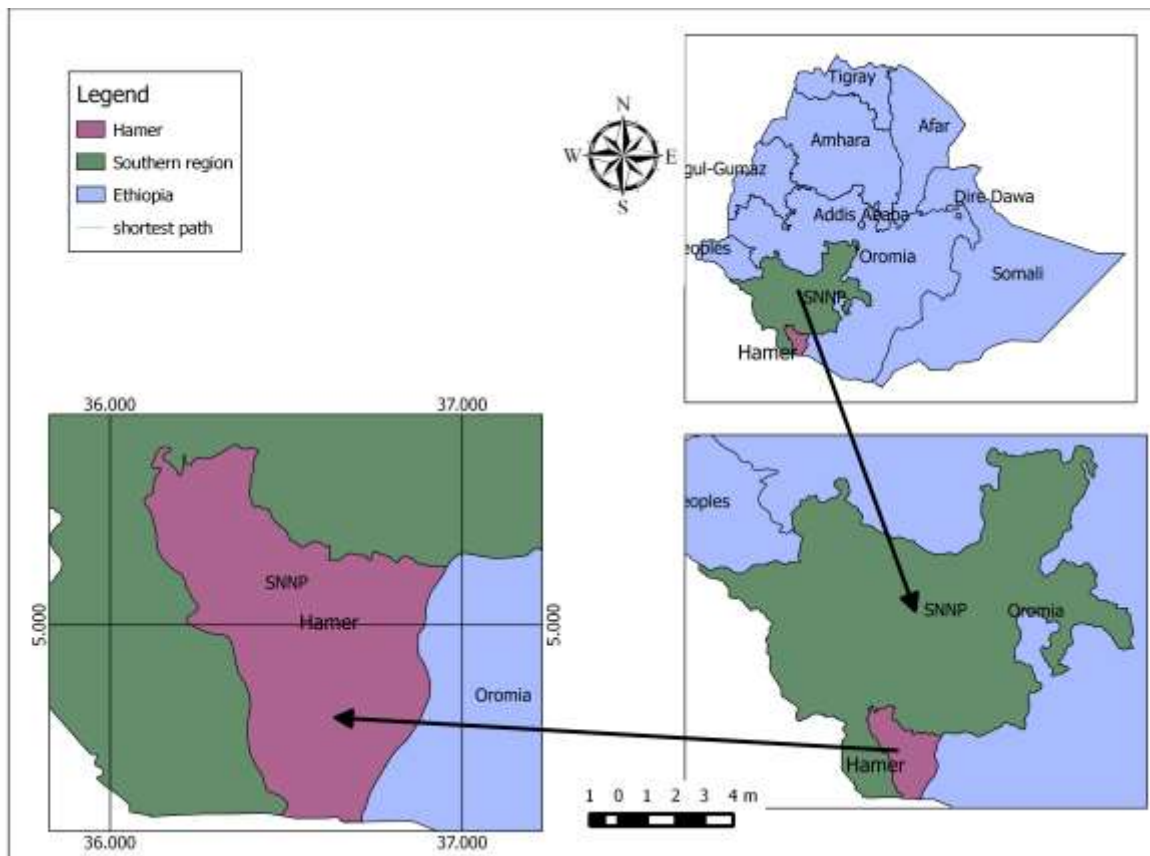 Legend
Hamer
Southern region
Ethiopia
shortest path
N
W E
S
Tigray
Afar
Amhara
gul-Gumaz
Dire Dawa
Addis Ababa
eoples
Oromia
Somali
SNNP
Hamer
36.000 37.000
SNNP
Hamer
5.000 5.000
Oromia
36.000 37.000
eoples
SNNP Oromia
Hamer
1 0 1 2 3 4 m